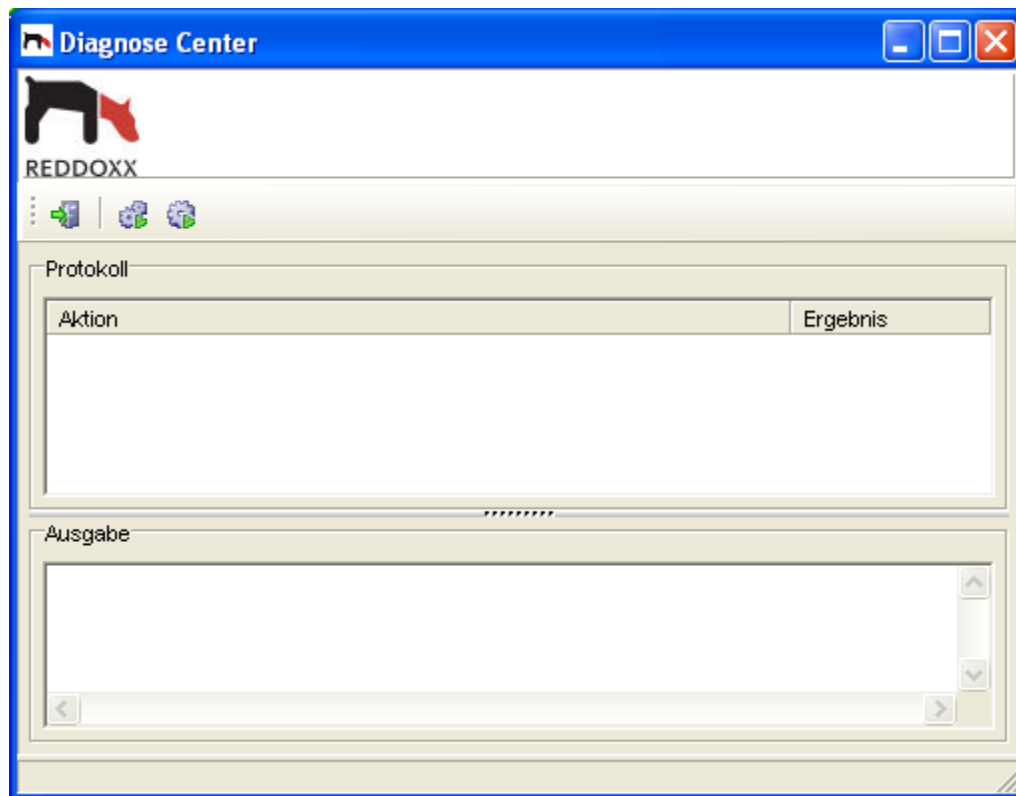 Diagnose Center
REDDOXX
Protokoll
Aktion Ergebnis
Ausgabe